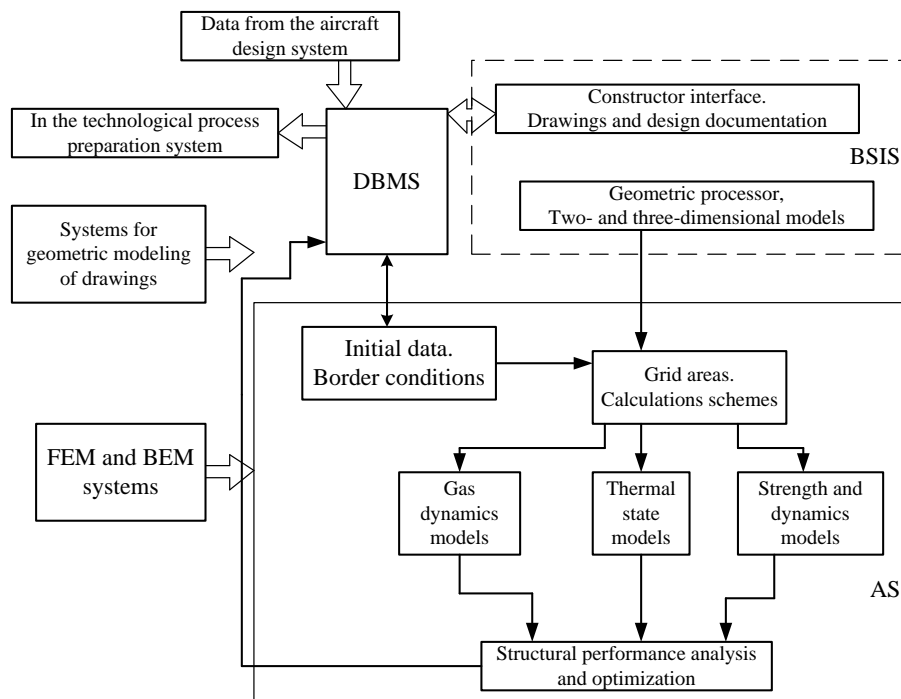 Data from the aircraft
design system
Constructor interface.
Drawings and design documentation
In the technological process
preparation system
BSIS
DBMS
Geometric processor,
Two- and three-dimensional models
Systems for
geometric modeling
of drawings
Initial data.
Border conditions
Grid areas.
Calculations schemes
FEM and BEM
systems
Gas
dynamics
models
Thermal
state
models
Strength and
dynamics
models
AS
Structural performance analysis
and optimization